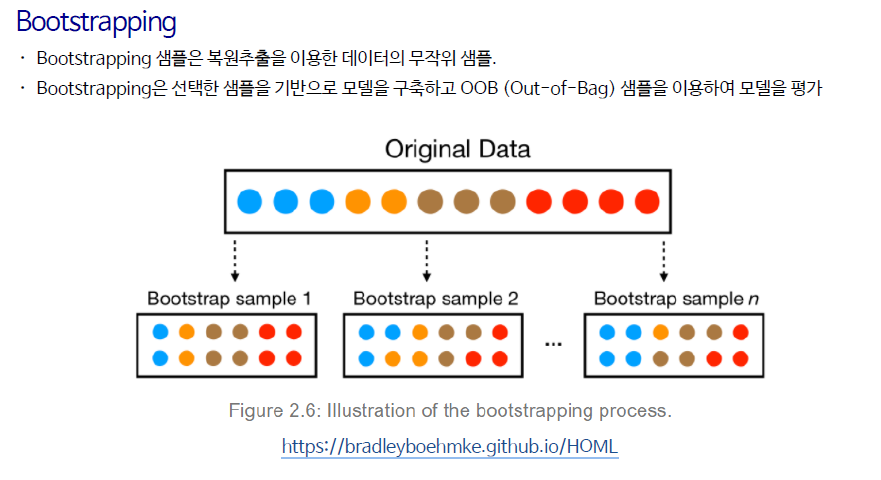 Bootstrapping
· Bootstrapping 샘플은 복원추출을 이용한 데이터의 무작위 샘플.
· Bootstrapping은 선택한 샘플을 기반으로 모델을 구축하고 OOB (Out-of-Bag) 샘플을 이용하여 모델을 평가
Original Data
Bootstrap sample 1
Bootstrap sample 2
Bootstrap sample n
...
Figure 2.6: Illustration of the bootstrapping process.
https://bradleyboehmke.github.io/HOML